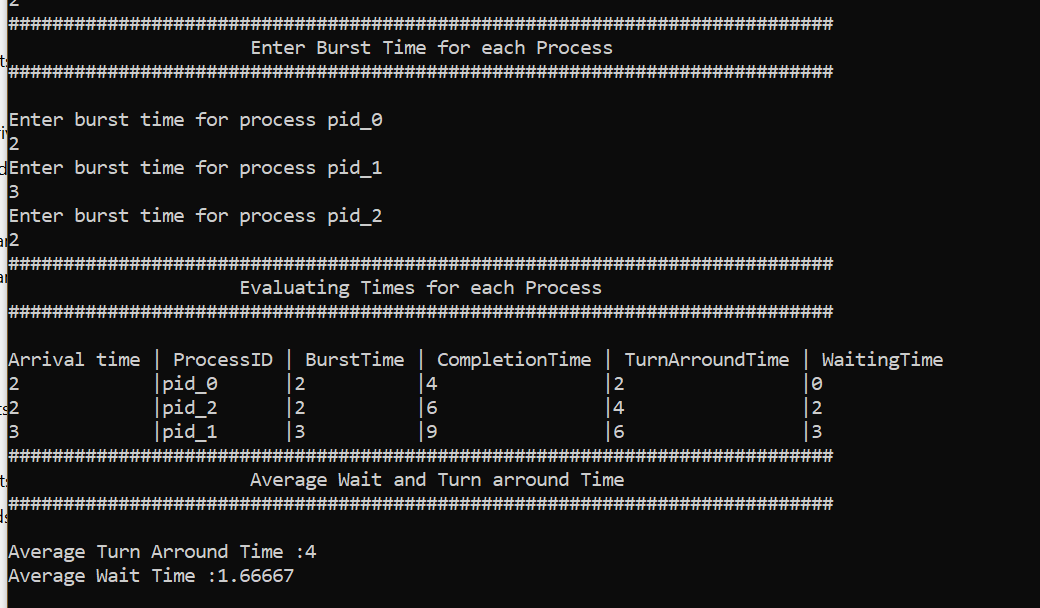 2
###########################################################################
Enter Burst Time for each Process
###########################################################################
Enter burst time for process pid_0
2
Enter burst time for process pid_1
3
Enter burst time for process pid_2
2
###########################################################################
Evaluating Times for each Process
###########################################################################
Arrival time | ProcessID | BurstTime | CompletionTime | TurnArroundTime | WaitingTime
2 |pid_0 |2 |4 |2 |0
2 |pid_2 |2 |6 |4 |2
3 |pid_1 |3 |9 |6 |3
###########################################################################
Average Wait and Turn arround Time
###########################################################################
Average Turn Arround Time :4
Average Wait Time :1.66667